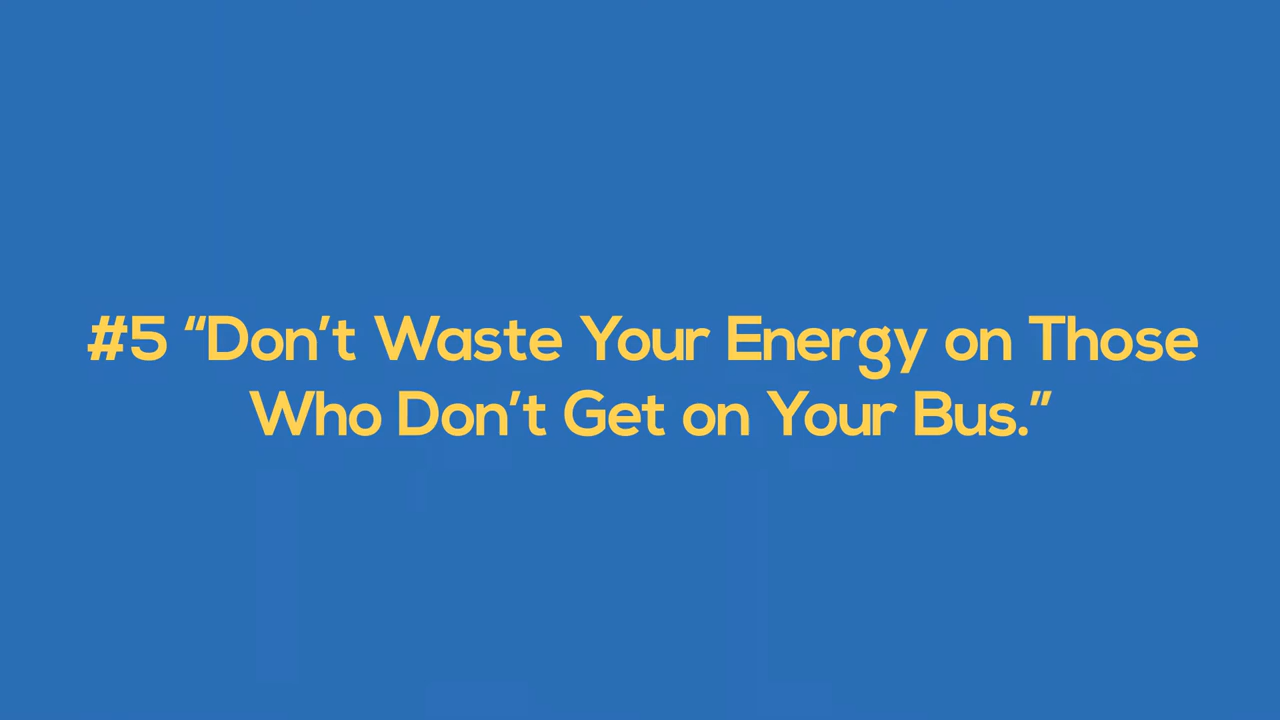 #5 “Don’t Waste Your Energy on Those
Who Don’t Get on Your Bus.”